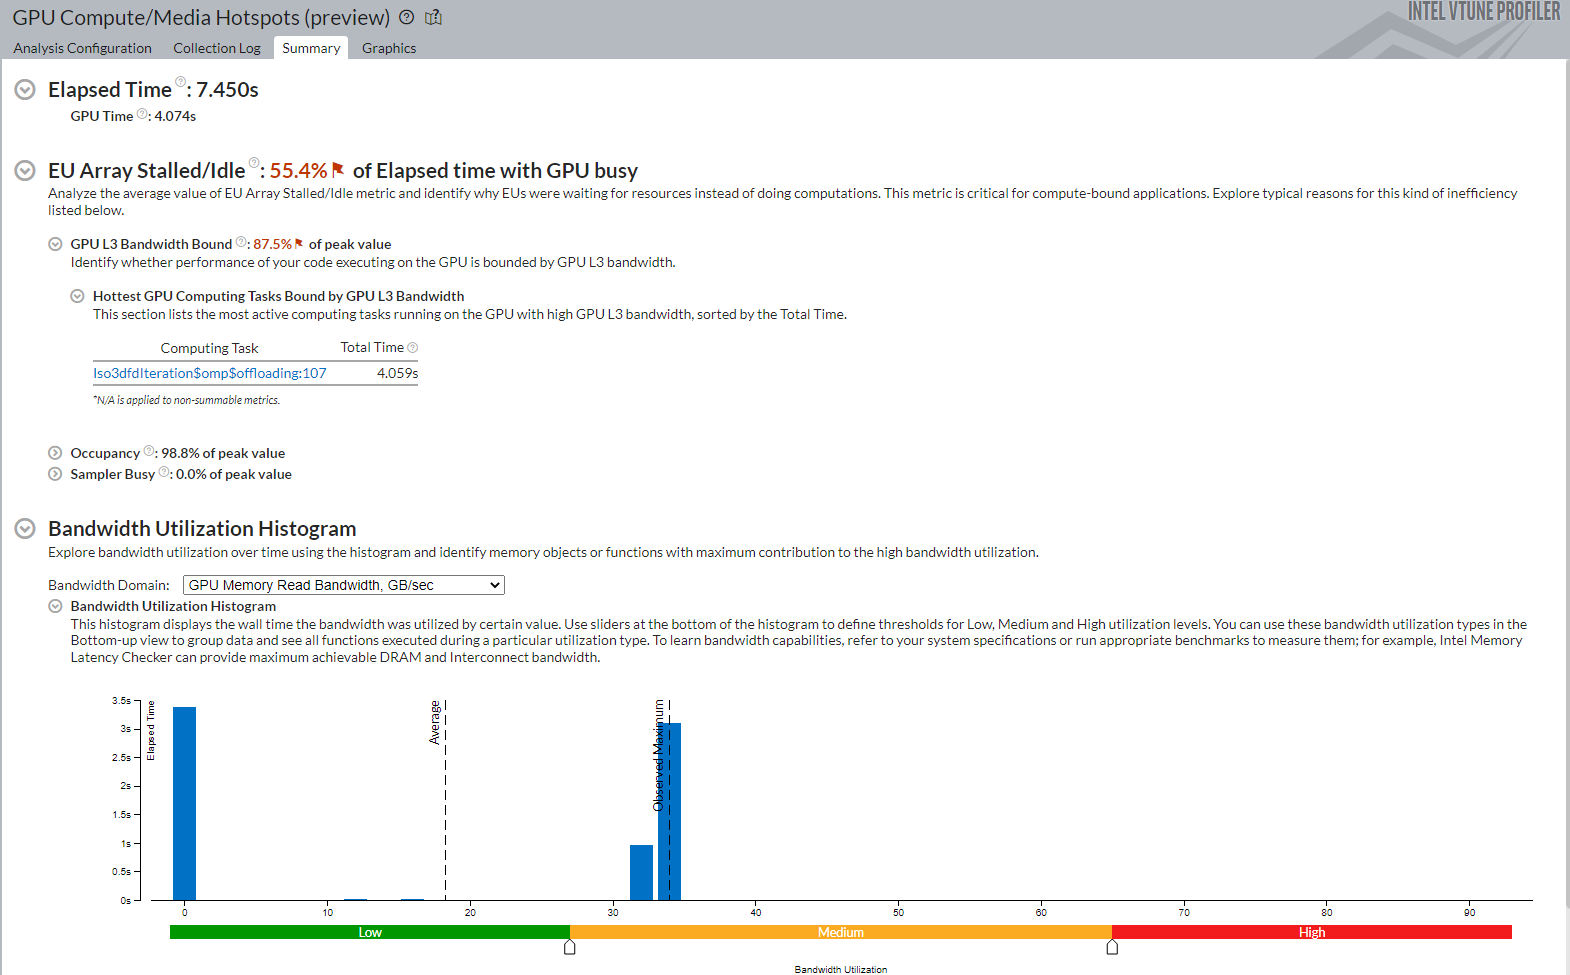 GPU Compute/Media Hotspots (preview)
INTEL VTUNE PROFILER
Analysis Configuration Collection Log Summary Graphics
Elapsed Time : 7.450s
GPU Time : 4.074s
EU Array Stalled/Idle : 55.4% of Elapsed time with GPU busy
Analyze the average value of EU Array Stalled/Idle metric and identify why EUs were waiting for resources instead of doing computations. This metric is critical for compute-bound applications. Explore typical reasons for this kind of inefficiency
listed below.
GPU L3 Bandwidth Bound : 87.5% of peak value
Identify whether performance of your code executing on the GPU is bounded by GPU L3 bandwidth.
Hottest GPU Computing Tasks Bound by GPU L3 Bandwidth
This section lists the most active computing tasks running on the GPU with high GPU L3 bandwidth, sorted by the Total Time.
Computing Task Total Time
Iso3dfdIteration$omp$offloading:107 4.059s
*N/A is applied to non-summable metrics.
Occupancy : 98.8% of peak value
Sampler Busy : 0.0% of peak value
Bandwidth Utilization Histogram
Explore bandwidth utilization over time using the histogram and identify memory objects or functions with maximum contribution to the high bandwidth utilization.
Bandwidth Domain: GPU Memory Read Bandwidth, GB/sec
Bandwidth Utilization Histogram
This histogram displays the wall time the bandwidth was utilized by certain value. Use sliders at the bottom of the histogram to define thresholds for Low, Medium and High utilization levels. You can use these bandwidth utilization types in the
Bottom-up view to group data and see all functions executed during a particular utilization type. To learn bandwidth capabilities, refer to your system specifications or run appropriate benchmarks to measure them; for example, Intel Memory
Latency Checker can provide maximum achievable DRAM and Interconnect bandwidth.
3.5s
3s
2.5s
2s
1.5s
1s
0.5s
0s
Elapsed Time
Average
Observed Maximum
0 10 20 30 40 50 60 70 80 90
Low Medium High
Bandwidth Utilization